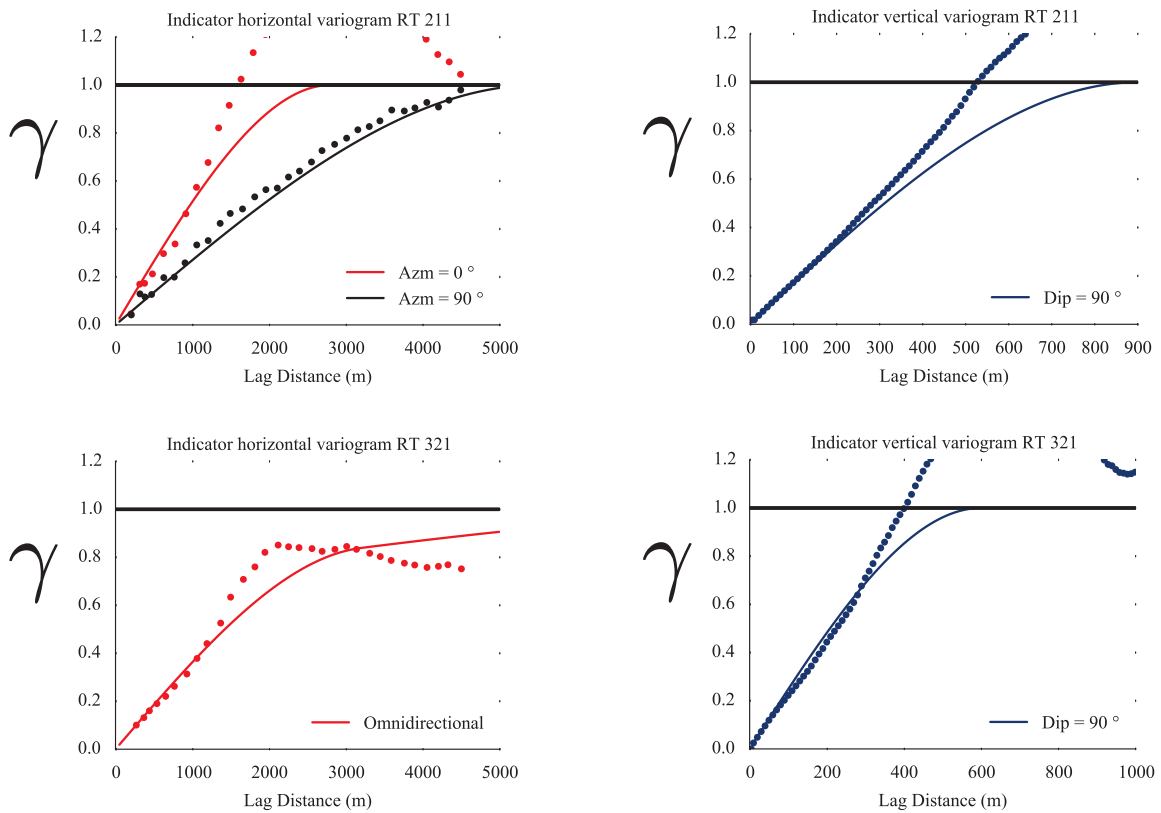 Indicator horizontal variogram RT 211
1.2
1.0
0.8
0.6
0.4
0.2
0.0
γ
Azm = 0 °
Azm = 90 °
0 1000 2000 3000 4000 5000
Lag Distance (m)
Indicator vertical variogram RT 211
1.2
1.0
0.8
0.6
0.4
0.2
0.0
γ
Dip = 90 °
0 100 200 300 400 500 600 700 800 900
Lag Distance (m)
Indicator horizontal variogram RT 321
1.2
1.0
0.8
0.6
0.4
0.2
0.0
γ
Omnidirectional
0 1000 2000 3000 4000 5000
Lag Distance (m)
Indicator vertical variogram RT 321
1.2
1.0
0.8
0.6
0.4
0.2
0.0
γ
Dip = 90 °
0 200 400 600 800 1000
Lag Distance (m)